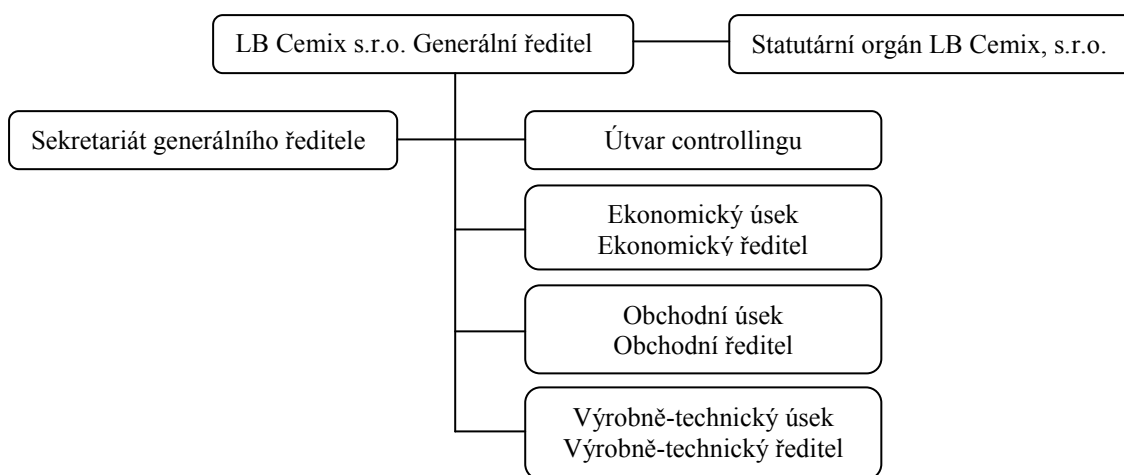 LB Cemix s.r.o. Generální ředitel
Statutární orgán LB Cemix, s.r.o.
Sekretariát generálního ředitele
Útvar controllingu
Ekonomický úsek
Ekonomický ředitel
Obchodní úsek
Obchodní ředitel
Výrobně-technický úsek
Výrobně-technický ředitel